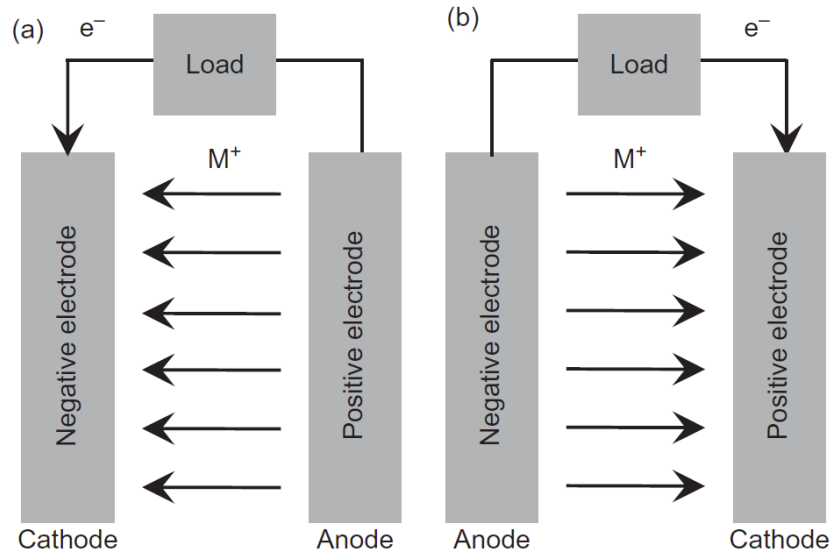 (a)
e⁻
Load
M⁺
Negative electrode
Positive electrode
Cathode
Anode
(b)
e⁻
Load
M⁺
Negative electrode
Positive electrode
Anode
Cathode